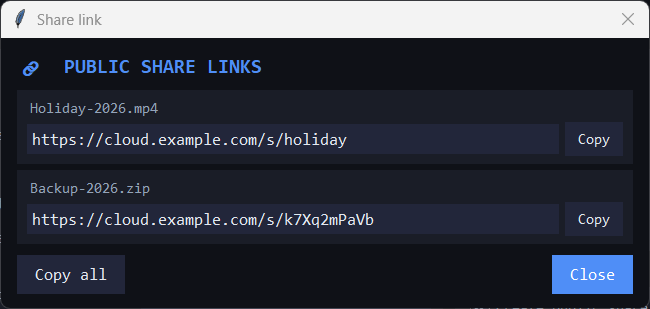 Share link
PUBLIC SHARE LINKS
Holiday-2026.mp4
https://cloud.example.com/s/holiday
Copy
Backup-2026.zip
https://cloud.example.com/s/k7Xq2mPaVb
Copy
Copy all
Close